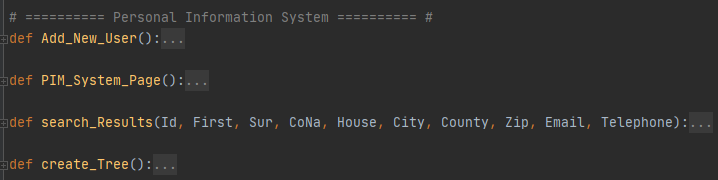 # ========== Personal Information System ========== #
def Add_New_User():...
def PIM_System_Page():...
def search_Results(Id, First, Sur, CoNa, House, City, County, Zip, Email, Telephone):...
def create_Tree():...